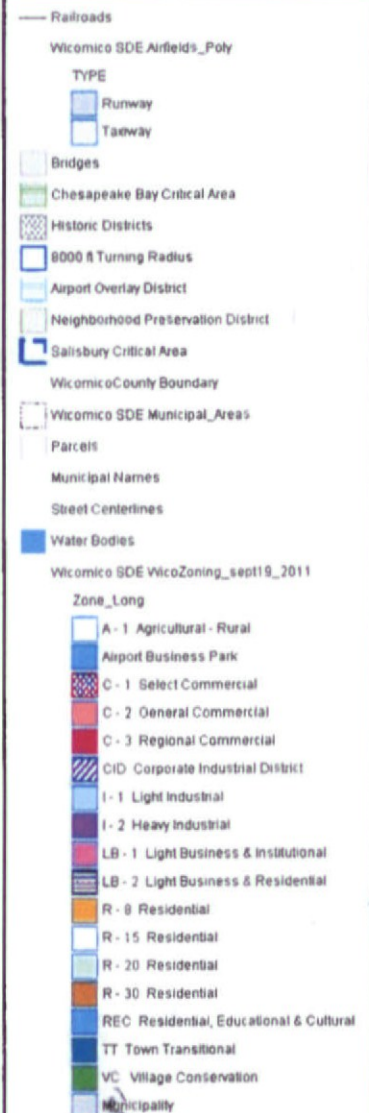 Railroads
Wicomico SDE Airfields_Poly
TYPE
Runway
Taxiway
Bridges
Chesapeake Bay Critical Area
Historic Districts
8000 ft Turning Radius
Airport Overlay District
Neighborhood Preservation District
Salisbury Critical Area
WicomicoCounty Boundary
Wicomico SDE Municipal_Areas
Parcels
Municipal Names
Street Centerlines
Water Bodies
Wicomico SDE WicoZoning_sept19_2011
Zone_Long
A - 1 Agricultural - Rural
Airport Business Park
C - 1 Select Commercial
C - 2 General Commercial
C - 3 Regional Commercial
CID Corporate Industrial District
I - 1 Light Industrial
I - 2 Heavy Industrial
LB - 1 Light Business & Institutional
LB - 2 Light Business & Residential
R - 8 Residential
R - 15 Residential
R - 20 Residential
R - 30 Residential
REC Residential, Educational & Cultural
TT Town Transitional
VC Village Conservation
Municipality